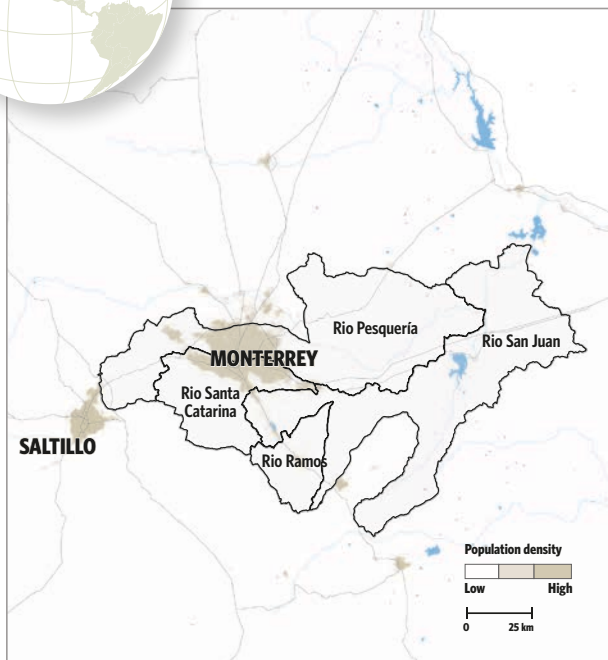 Rio Pesquería
Rio San Juan
MONTERREY
Rio Santa
Catarina
SALTILLO
Rio Ramos
Population density
Low High
0 25 km